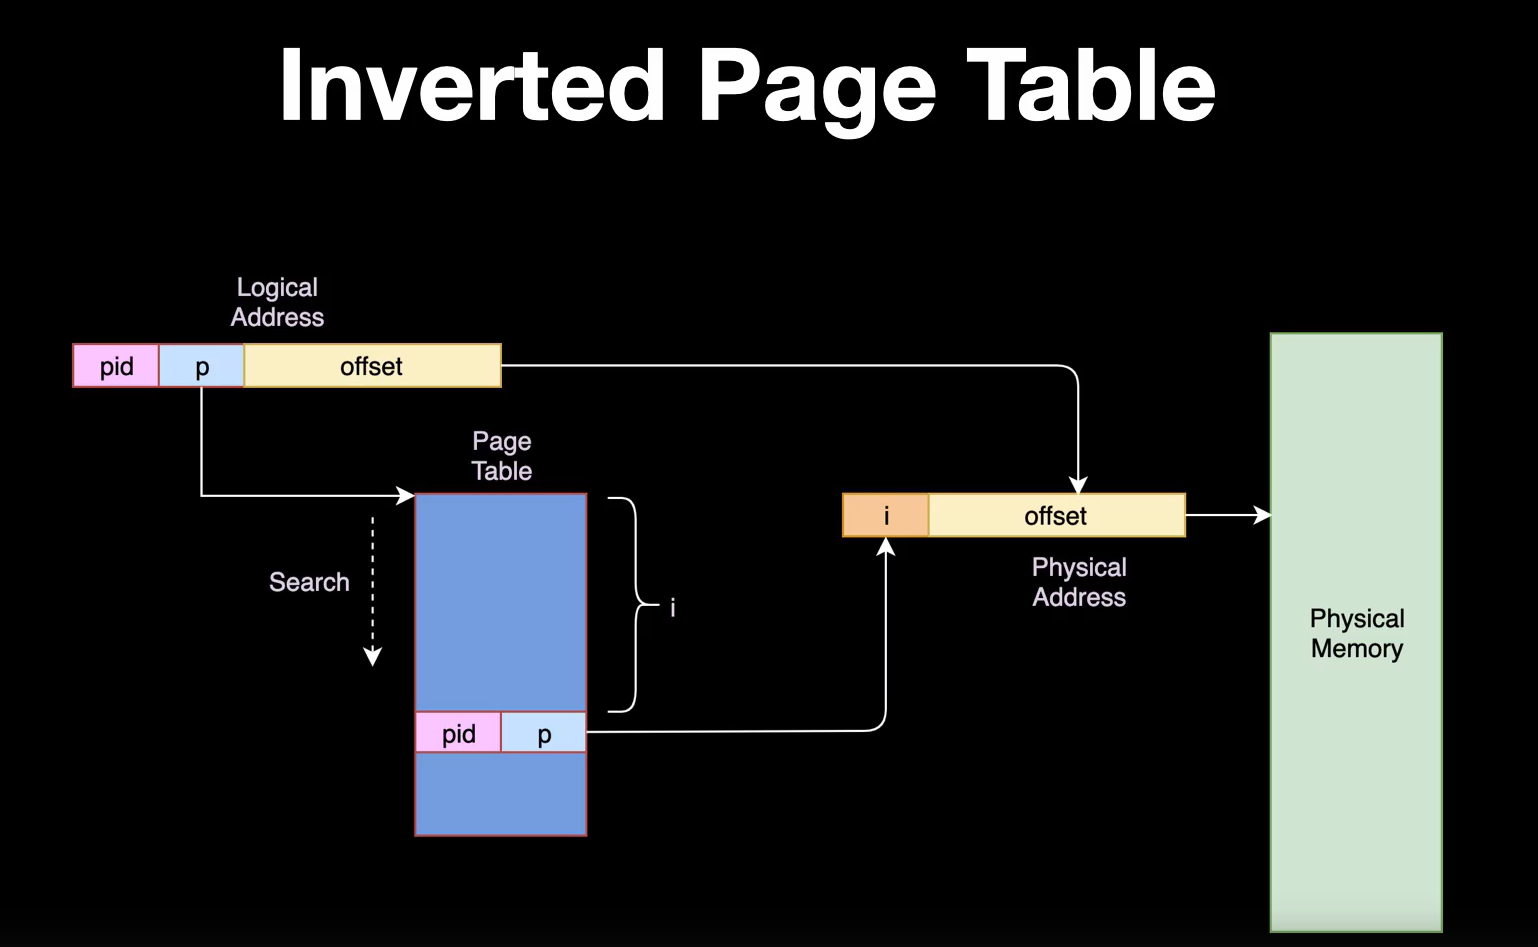 Inverted Page Table
Logical
Address
pid
p
offset
Page
Table
Search
i
pid
p
i
offset
Physical
Address
Physical
Memory